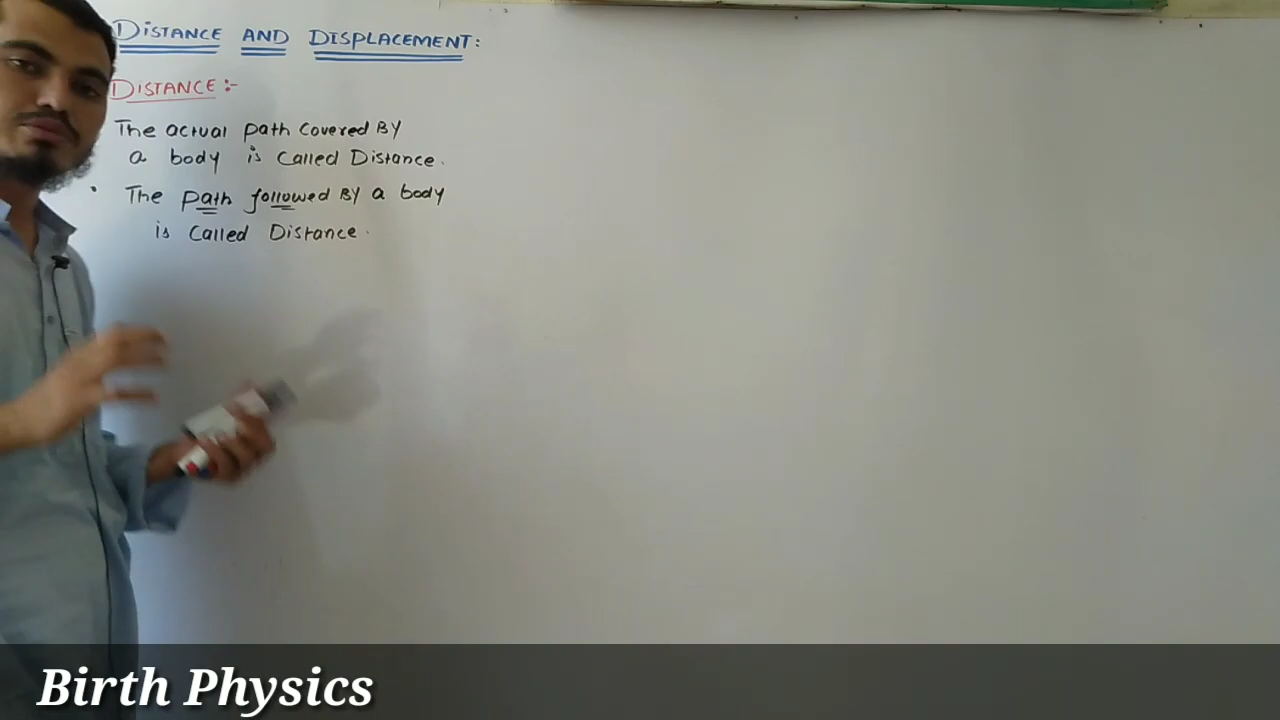 DISTANCE AND DISPLACEMENT:
DISTANCE :-
The actual path covered By
a body is Called Distance.
• The path followed By a body
is Called Distance.
Birth Physics